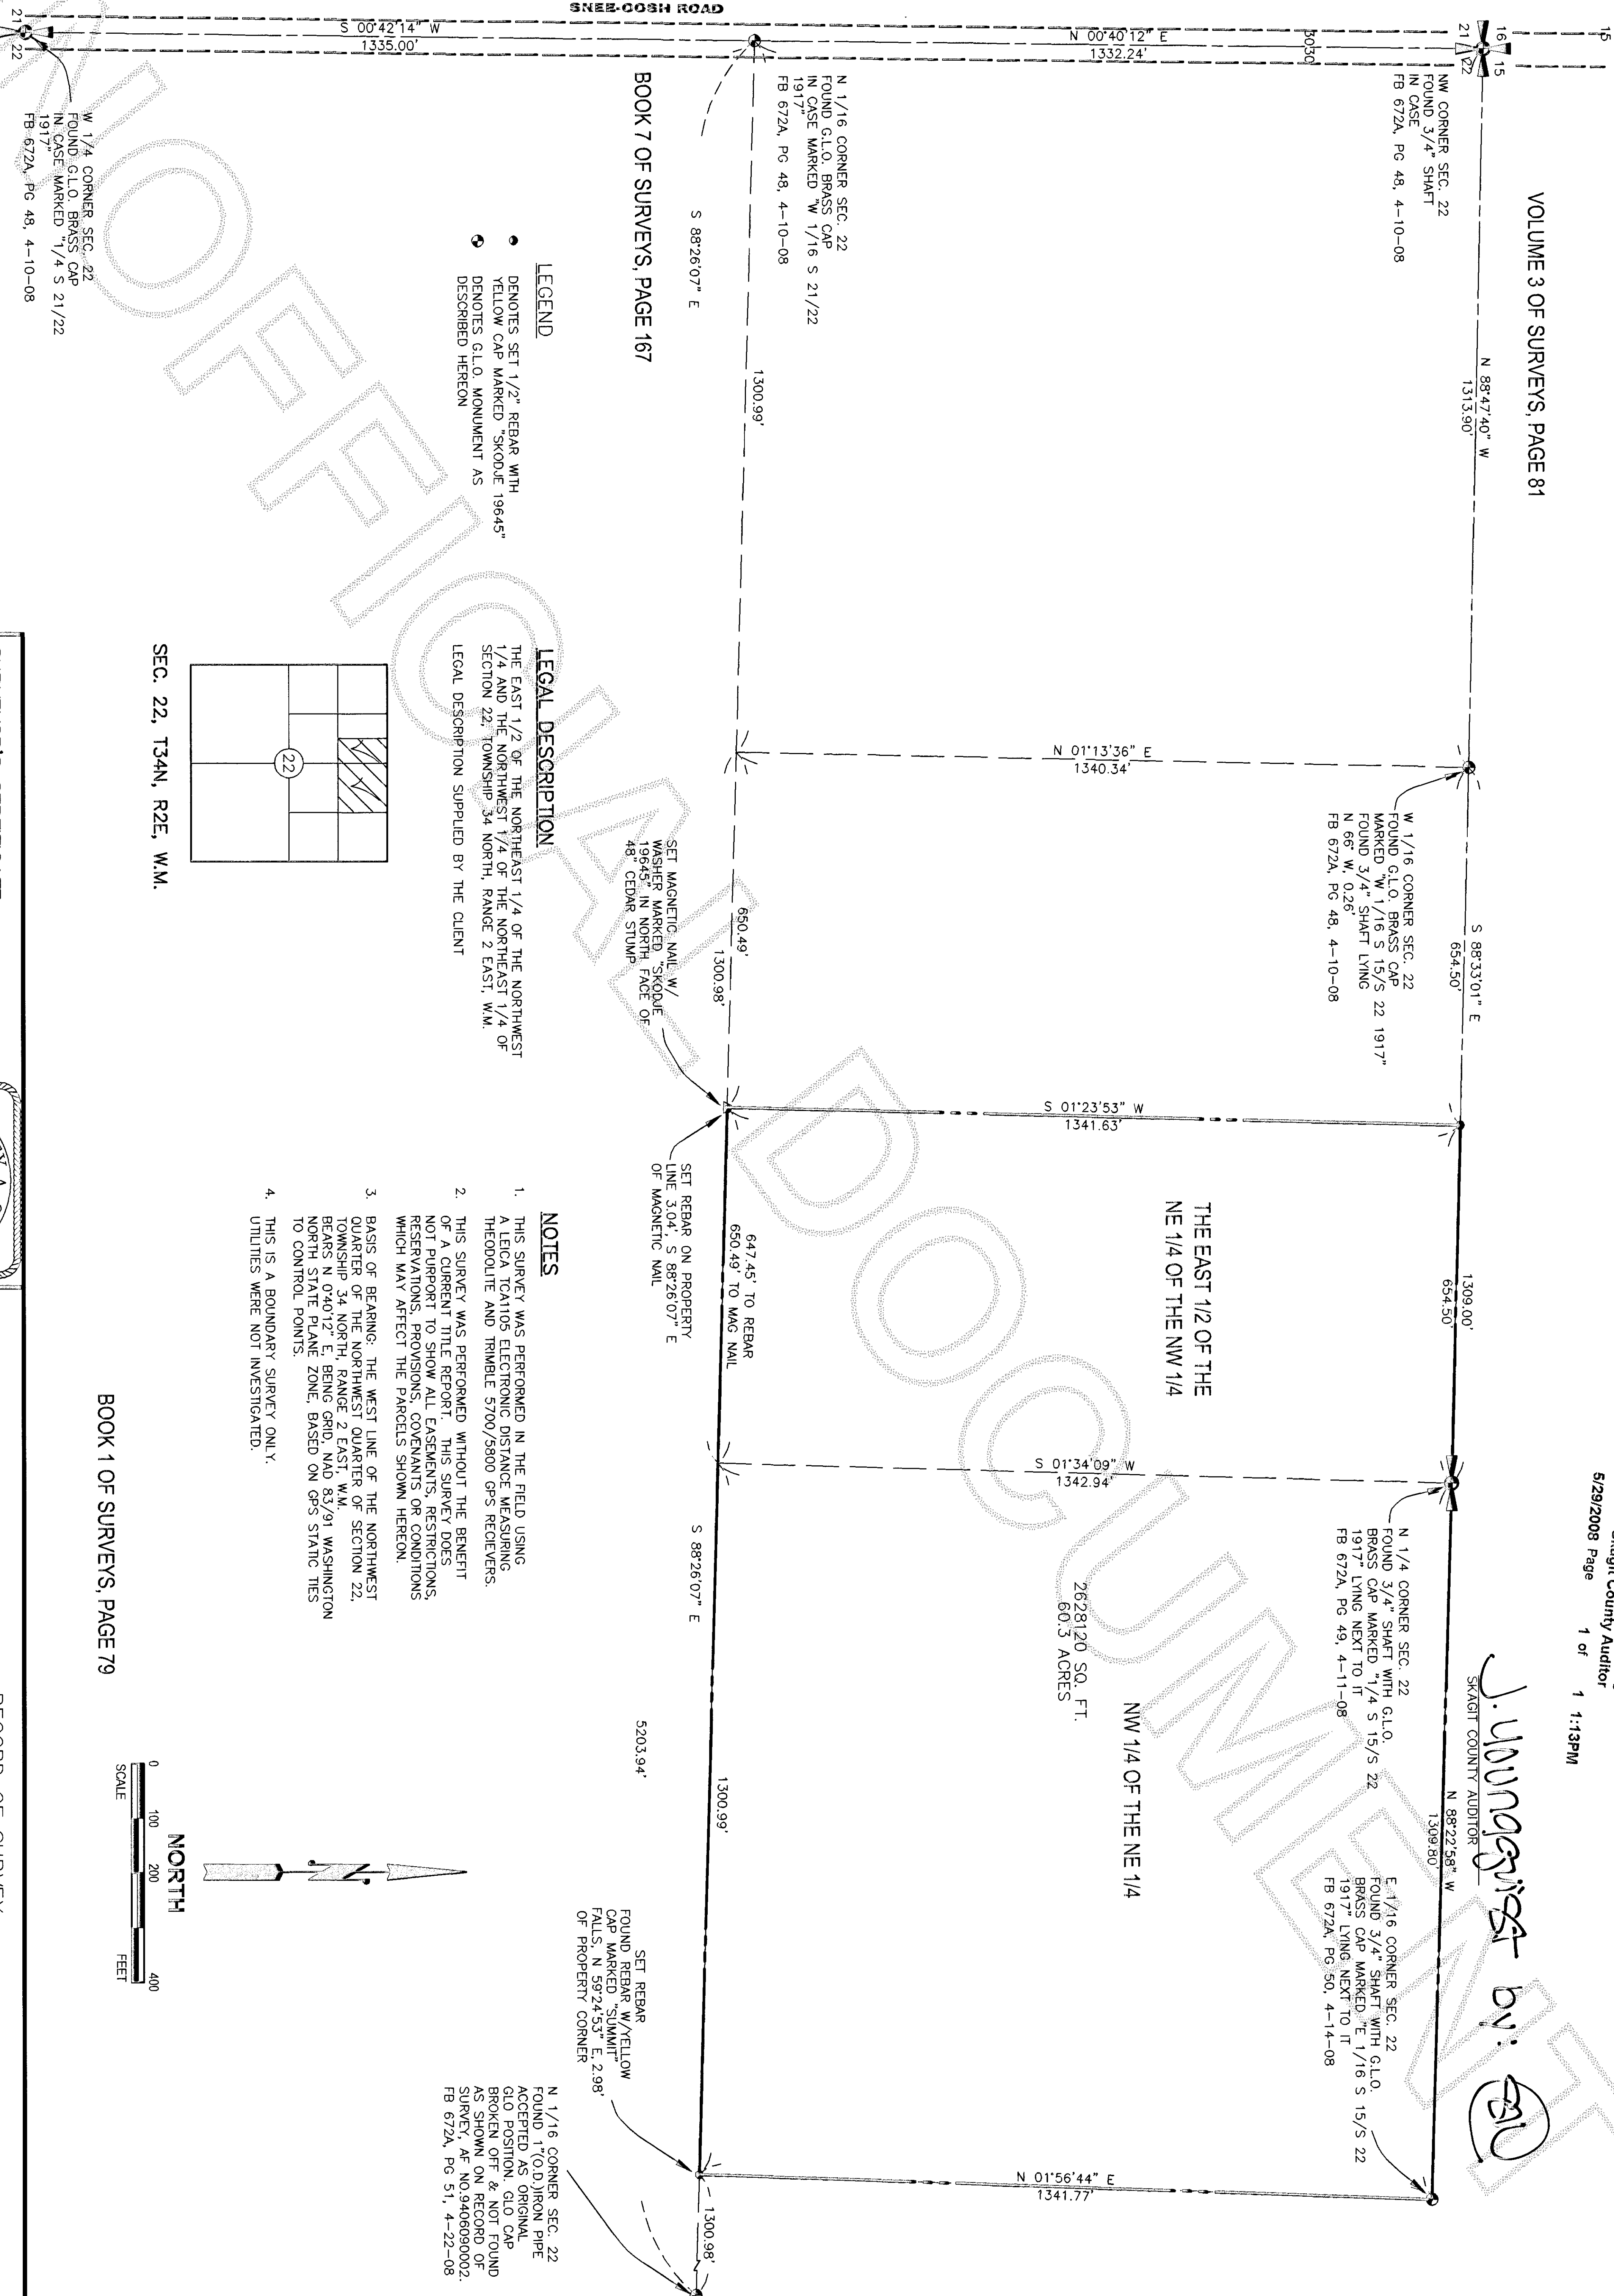 Skagit County Auditor
5/29/2008 Page 1 of 1 1:13PM
J. Youngquist by:
SKAGIT COUNTY AUDITOR
15
16
15
21
22
VOLUME 3 OF SURVEYS, PAGE 81
N 88°47'40" W
1313.90'
S 88°33'01" E
654.50'
1309.00'
654.50'
N 88°22'58" W
1309.80'
NW CORNER SEC. 22
FOUND 3/4" SHAFT
IN CASE
FB 672A, PG 48, 4-10-08
W 1/16 CORNER SEC. 22
FOUND G.L.O. BRASS CAP
MARKED "W 1/16 S 15/S 22 1917"
FOUND 3/4" SHAFT LYING
N 66° W, 0.26'
FB 672A, PG 48, 4-10-08
N 1/4 CORNER SEC. 22
FOUND 3/4" SHAFT WITH G.L.O.
BRASS CAP MARKED "1/4 S 15/S 22
1917" LYING NEXT TO IT
FB 672A, PG 49, 4-11-08
E 1/16 CORNER SEC. 22
FOUND 3/4" SHAFT WITH G.L.O.
BRASS CAP MARKED "E 1/16 S 15/S 22
1917" LYING NEXT TO IT
FB 672A, PG 50, 4-14-08
SNEE-OOSH ROAD
30
30
N 00°40'12" E
1332.24'
S 00°42'14" W
1335.00'
N 01°13'36" E
1340.34'
S 01°23'53" W
1341.63'
THE EAST 1/2 OF THE
NE 1/4 OF THE NW 1/4
S 01°34'09" W
1342.94'
NW 1/4 OF THE NE 1/4
2628120 SQ. FT.
60.3 ACRES
N 01°56'44" E
1341.77'
N 1/16 CORNER SEC. 22
FOUND G.L.O. BRASS CAP
IN CASE MARKED "W 1/16 S 21/22
1917"
FB 672A, PG 48, 4-10-08
1300.99'
650.49'
1300.98'
647.45' TO REBAR
650.49' TO MAG NAIL
1300.99'
1300.98'
S 88°26'07" E
S 88°26'07" E
5203.94'
BOOK 7 OF SURVEYS, PAGE 167
SET MAGNETIC NAIL W/
WASHER MARKED "SKODJE
19645" IN NORTH FACE OF
48" CEDAR STUMP
SET REBAR ON PROPERTY
LINE 3.04', S 88°26'07" E
OF MAGNETIC NAIL
SET REBAR
FOUND REBAR W/YELLOW
CAP MARKED "SUMMIT"
FALLS, N 59°24'53" E, 2.98'
OF PROPERTY CORNER
N 1/16 CORNER SEC. 22
FOUND 1"(O.D.)IRON PIPE
ACCEPTED AS ORIGINAL
GLO POSITION. GLO CAP
BROKEN OFF & NOT FOUND
AS SHOWN ON RECORD OF
SURVEY, AF NO.9406090002.
FB 672A, PG 51, 4-22-08
LEGEND
DENOTES SET 1/2" REBAR WITH
YELLOW CAP MARKED "SKODJE 19645"
DENOTES G.L.O. MONUMENT AS
DESCRIBED HEREON
LEGAL DESCRIPTION
THE EAST 1/2 OF THE NORTHEAST 1/4 OF THE NORTHWEST
1/4 AND THE NORTHWEST 1/4 OF THE NORTHEAST 1/4 OF
SECTION 22, TOWNSHIP 34 NORTH, RANGE 2 EAST, W.M.
LEGAL DESCRIPTION SUPPLIED BY THE CLIENT
22
SEC. 22, T34N, R2E, W.M.
NOTES
1. THIS SURVEY WAS PERFORMED IN THE FIELD USING
A LEICA TCA1105 ELECTRONIC DISTANCE MEASURING
THEODOLITE AND TRIMBLE 5700/5800 GPS RECIEVERS.
2. THIS SURVEY WAS PERFORMED WITHOUT THE BENEFIT
OF A CURRENT TITLE REPORT. THIS SURVEY DOES
NOT PURPORT TO SHOW ALL EASEMENTS, RESTRICTIONS,
RESERVATIONS, PROVISIONS, COVENANTS OR CONDITIONS
WHICH MAY AFFECT THE PARCELS SHOWN HEREON.
3. BASIS OF BEARING: THE WEST LINE OF THE NORTHWEST
QUARTER OF THE NORTHWEST QUARTER OF SECTION 22,
TOWNSHIP 34 NORTH, RANGE 2 EAST, W.M.
BEARS N 0°40'12" E, BEING GRID, NAD 83/91 WASHINGTON
NORTH STATE PLANE ZONE, BASED ON GPS STATIC TIES
TO CONTROL POINTS.
4. THIS IS A BOUNDARY SURVEY ONLY.
UTILITIES WERE NOT INVESTIGATED.
BOOK 1 OF SURVEYS, PAGE 79
NORTH
0 100 200 400
SCALE FEET
W 1/4 CORNER SEC. 22
FOUND G.L.O. BRASS CAP
IN CASE MARKED "1/4 S 21/22
1917"
FB 672A, PG 48, 4-10-08
21
22
UNOFFICIAL DOCUMENT